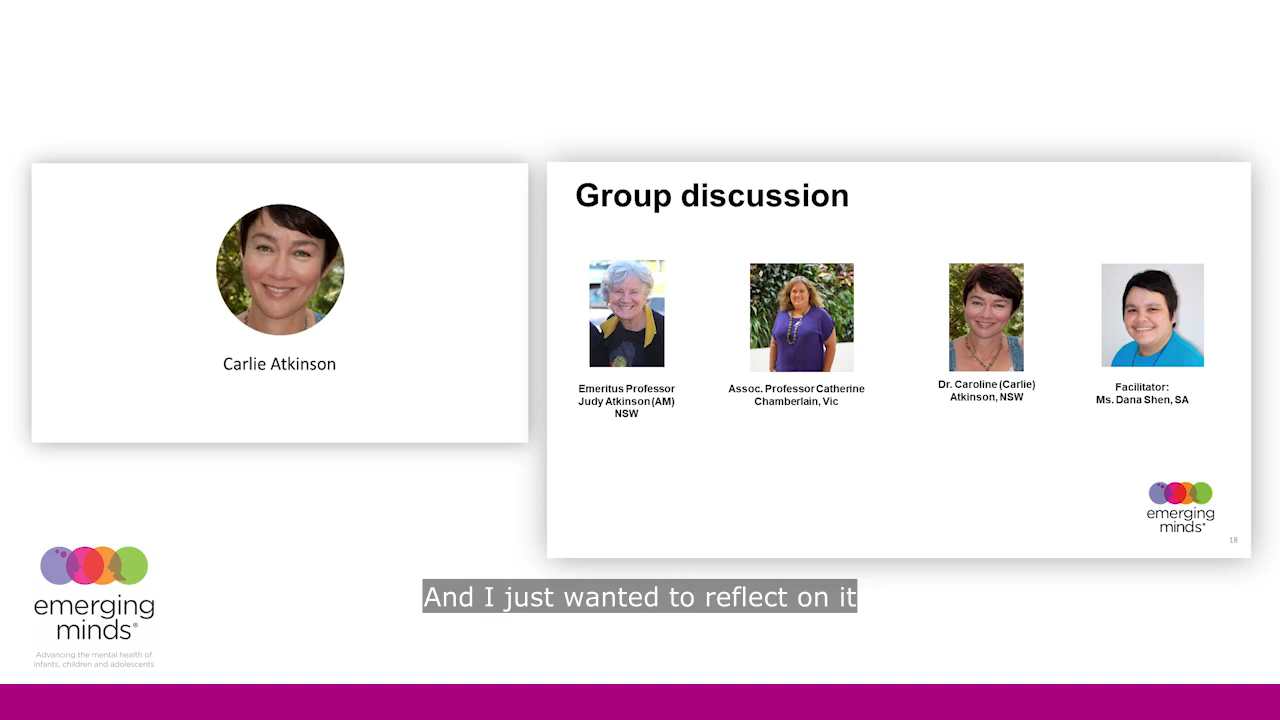 Group discussion
Carlie Atkinson
Emeritus Professor
Judy Atkinson (AM)
NSW
Assoc. Professor Catherine
Chamberlain, Vic
Dr. Caroline (Carlie)
Atkinson, NSW
Facilitator:
Ms. Dana Shen, SA
emerging
minds®
18
And I just wanted to reflect on it
emerging
minds®
Advancing the mental health of
infants, children and adolescents